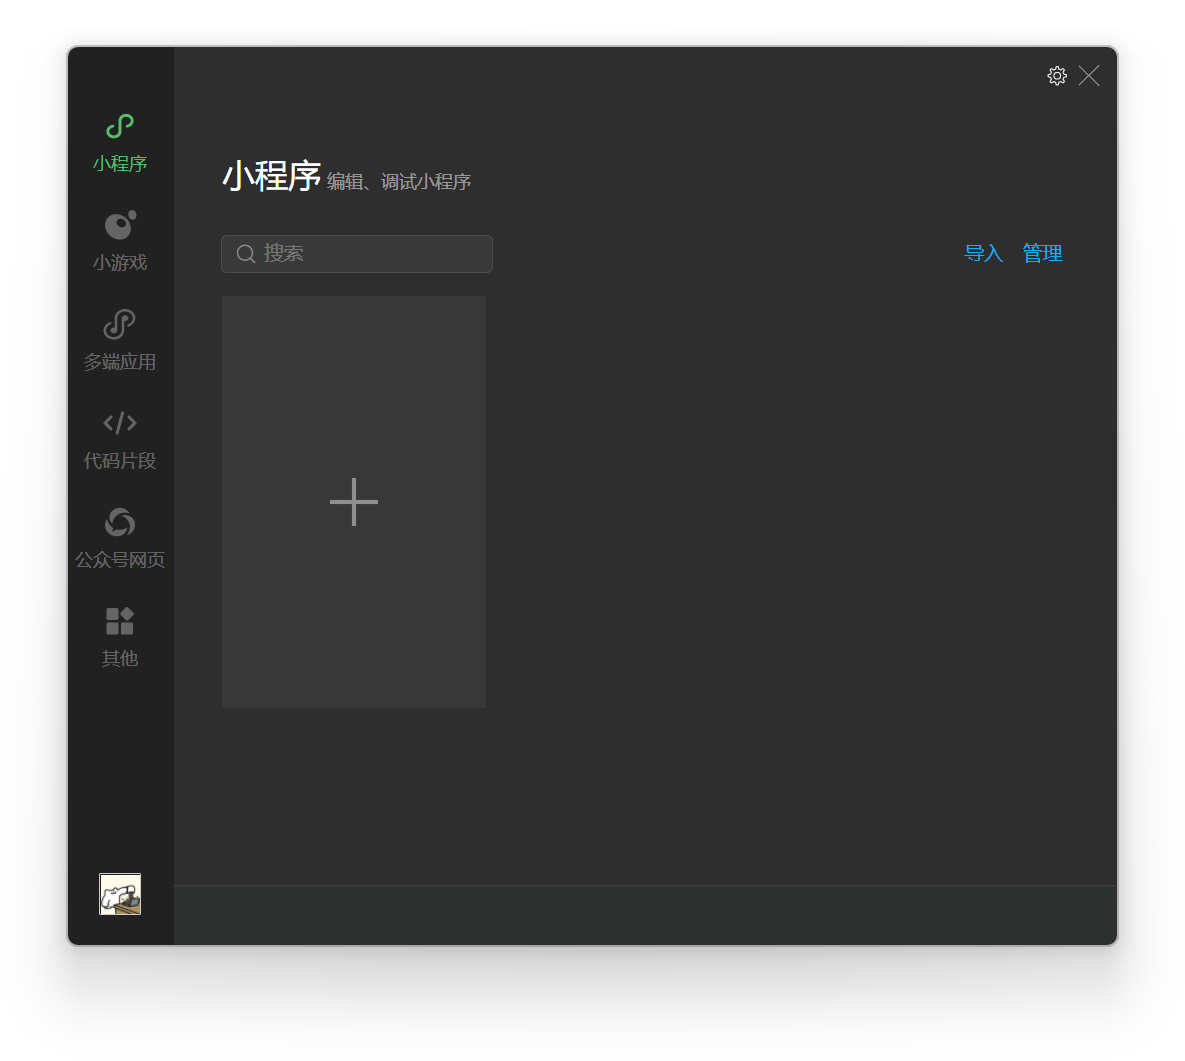 小程序
小游戏
多端应用
代码片段
公众号网页
其他
小程序 编辑、调试小程序
搜索
导入 管理